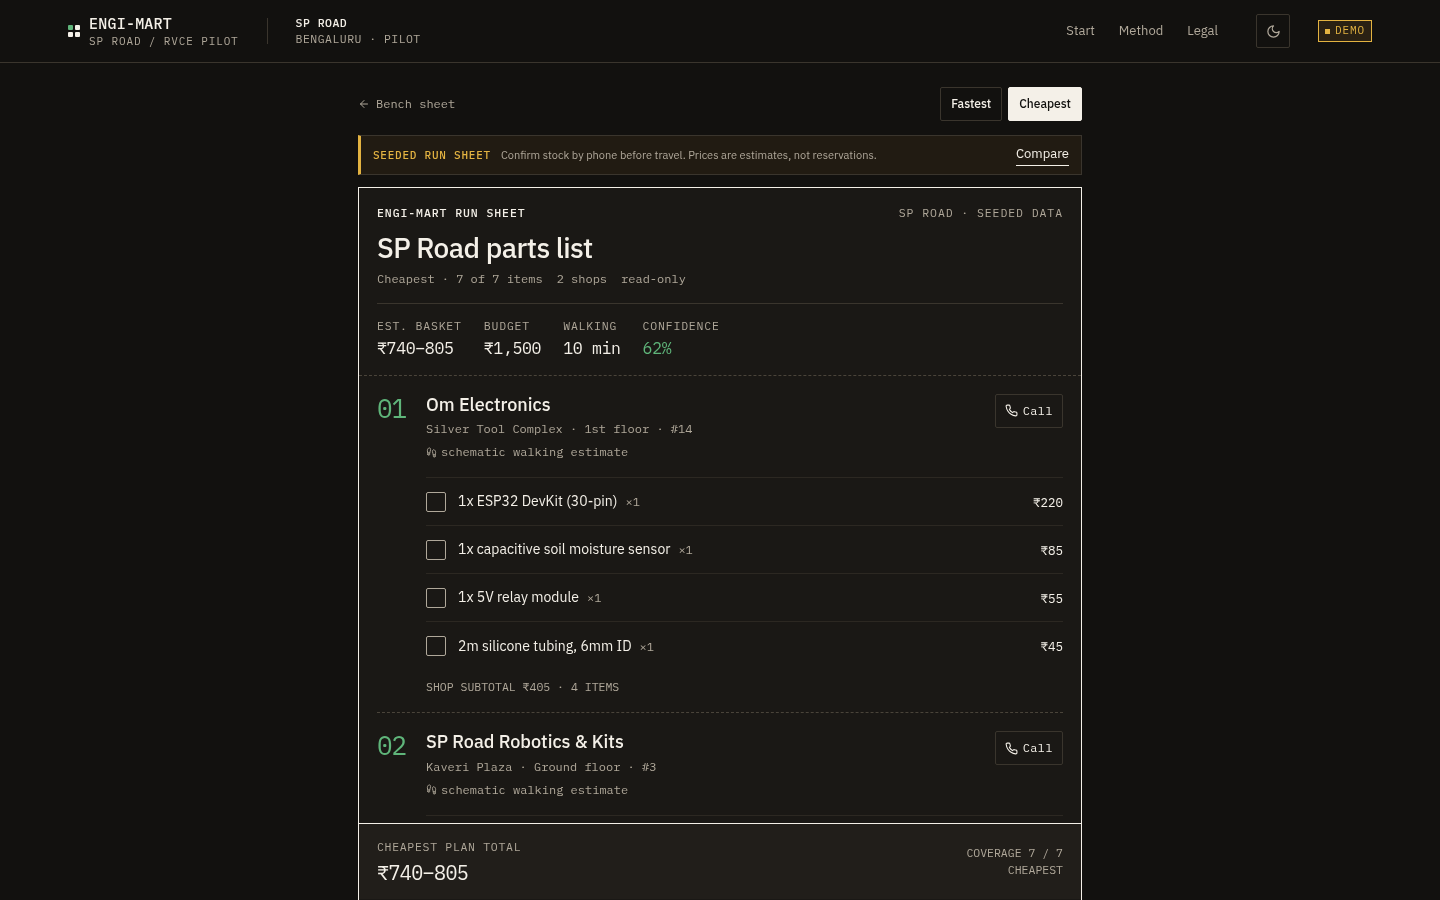 ENGI-MART
SP ROAD / RVCE PILOT
SP ROAD
BENGALURU · PILOT
Start Method Legal
DEMO
← Bench sheet
Fastest Cheapest
SEEDED RUN SHEET Confirm stock by phone before travel. Prices are estimates, not reservations. Compare
ENGI-MART RUN SHEET SP ROAD · SEEDED DATA
SP Road parts list
Cheapest · 7 of 7 items 2 shops read-only
EST. BASKET BUDGET WALKING CONFIDENCE
₹740–805 ₹1,500 10 min 62%
01 Om Electronics Call
Silver Tool Complex · 1st floor · #14
schematic walking estimate
1x ESP32 DevKit (30-pin) ×1 ₹220
1x capacitive soil moisture sensor ×1 ₹85
1x 5V relay module ×1 ₹55
2m silicone tubing, 6mm ID ×1 ₹45
SHOP SUBTOTAL ₹405 · 4 ITEMS
02 SP Road Robotics & Kits Call
Kaveri Plaza · Ground floor · #3
schematic walking estimate
CHEAPEST PLAN TOTAL
₹740–805
COVERAGE 7 / 7
CHEAPEST